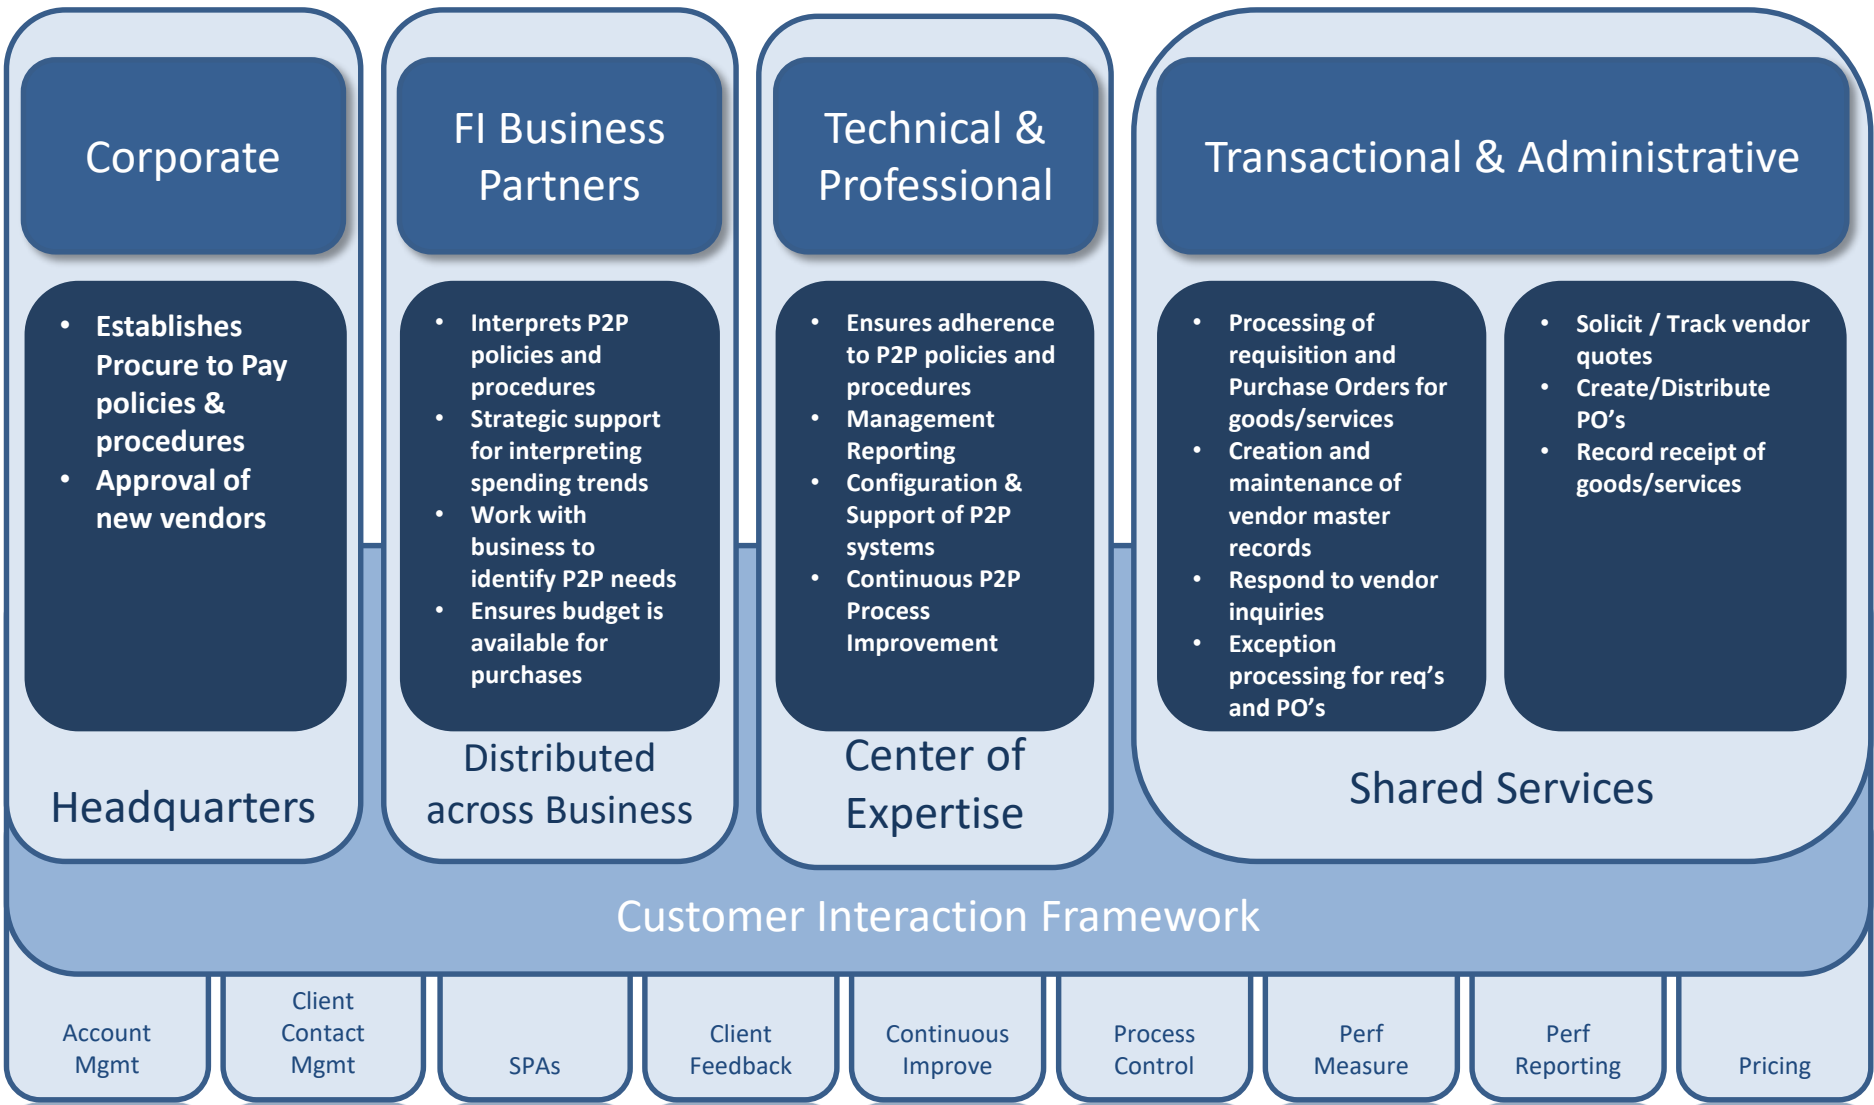 Corporate
• Establishes
Procure to Pay
policies &
procedures
• Approval of
new vendors
Headquarters
FI Business
Partners
• Interprets P2P
policies and
procedures
• Strategic support
for interpreting
spending trends
• Work with
business to
identify P2P needs
• Ensures budget is
available for
purchases
Distributed
across Business
Technical &
Professional
• Ensures adherence
to P2P policies and
procedures
• Management
Reporting
• Configuration &
Support of P2P
systems
• Continuous P2P
Process
Improvement
Center of
Expertise
Transactional & Administrative
• Processing of
requisition and
Purchase Orders for
goods/services
• Creation and
maintenance of
vendor master
records
• Respond to vendor
inquiries
• Exception
processing for req’s
and PO’s
• Solicit / Track vendor
quotes
• Create/Distribute
PO’s
• Record receipt of
goods/services
Shared Services
Customer Interaction Framework
Account
Mgmt
Client
Contact
Mgmt
SPAs
Client
Feedback
Continuous
Improve
Process
Control
Perf
Measure
Perf
Reporting
Pricing